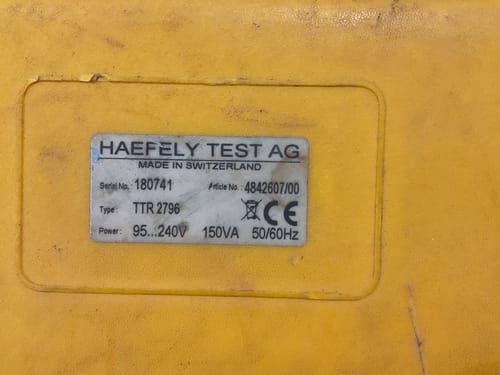 HAEFELY TEST AG
MADE IN SWITZERLAND
Serial No.: 180741 Article No.: 4842607/00
Type: TTR 2796 CE
Power: 95...240V 150VA 50/60Hz